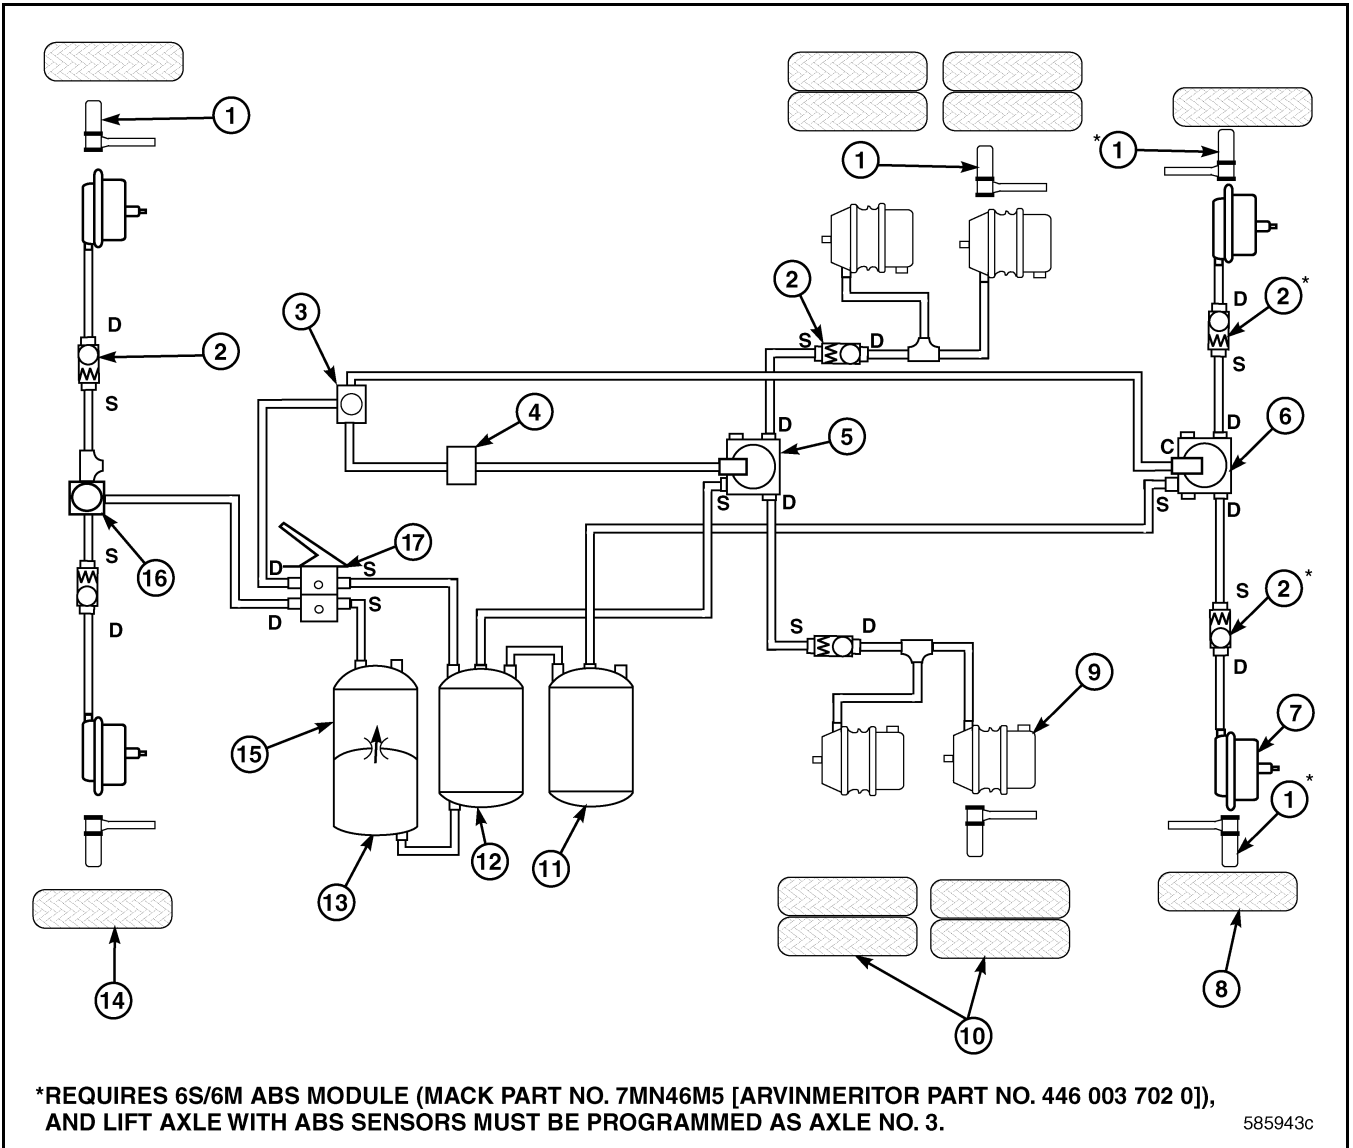 1
1
* 1
2
2 *
3
D
D
S D
2
S
S
4
D
D
5
C
6
S
D
S
D
17
S
D
S
16
S
D
S
D
2 *
S D
D
9
7
15
1 *
12
11
13
14
8
10
*REQUIRES 6S/6M ABS MODULE (MACK PART NO. 7MN46M5 [ARVINMERITOR PART NO. 446 003 702 0]),
AND LIFT AXLE WITH ABS SENSORS MUST BE PROGRAMMED AS AXLE NO. 3.
585943c